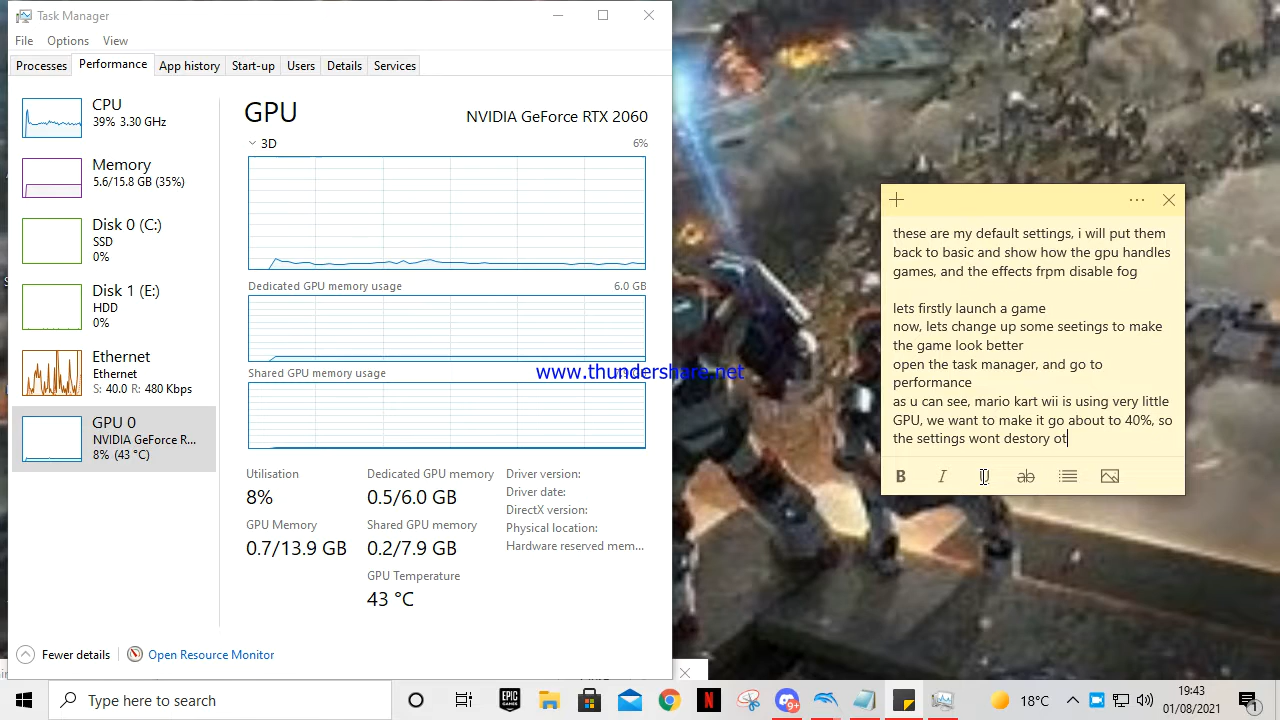 Task Manager
File Options View
Processes Performance App history Start-up Users Details Services
CPU
39% 3.30 GHz
Memory
5.6/15.8 GB (35%)
Disk 0 (C:)
SSD
0%
Disk 1 (E:)
HDD
0%
Ethernet
Ethernet
S: 40.0 R: 480 Kbps
GPU 0
NVIDIA GeForce R...
8% (43 °C)
GPU
NVIDIA GeForce RTX 2060
3D
6%
Dedicated GPU memory usage
6.0 GB
Shared GPU memory usage
www.thundershare.net
Utilisation
8%
Dedicated GPU memory
0.5/6.0 GB
GPU Memory
0.7/13.9 GB
Shared GPU memory
0.2/7.9 GB
GPU Temperature
43 °C
Driver version:
Driver date:
DirectX version:
Physical location:
Hardware reserved mem...
Fewer details
Open Resource Monitor
these are my default settings, i will put them
back to basic and show how the gpu handles
games, and the effects frpm disable fog
lets firstly launch a game
now, lets change up some seetings to make
the game look better
open the task manager, and go to
performance
as u can see, mario kart wii is using very little
GPU, we want to make it go about to 40%, so
the settings wont destory ot
B I ab
Type here to search
EPIC GAMES
N
9+
18°C
19:43
01/08/2021
1